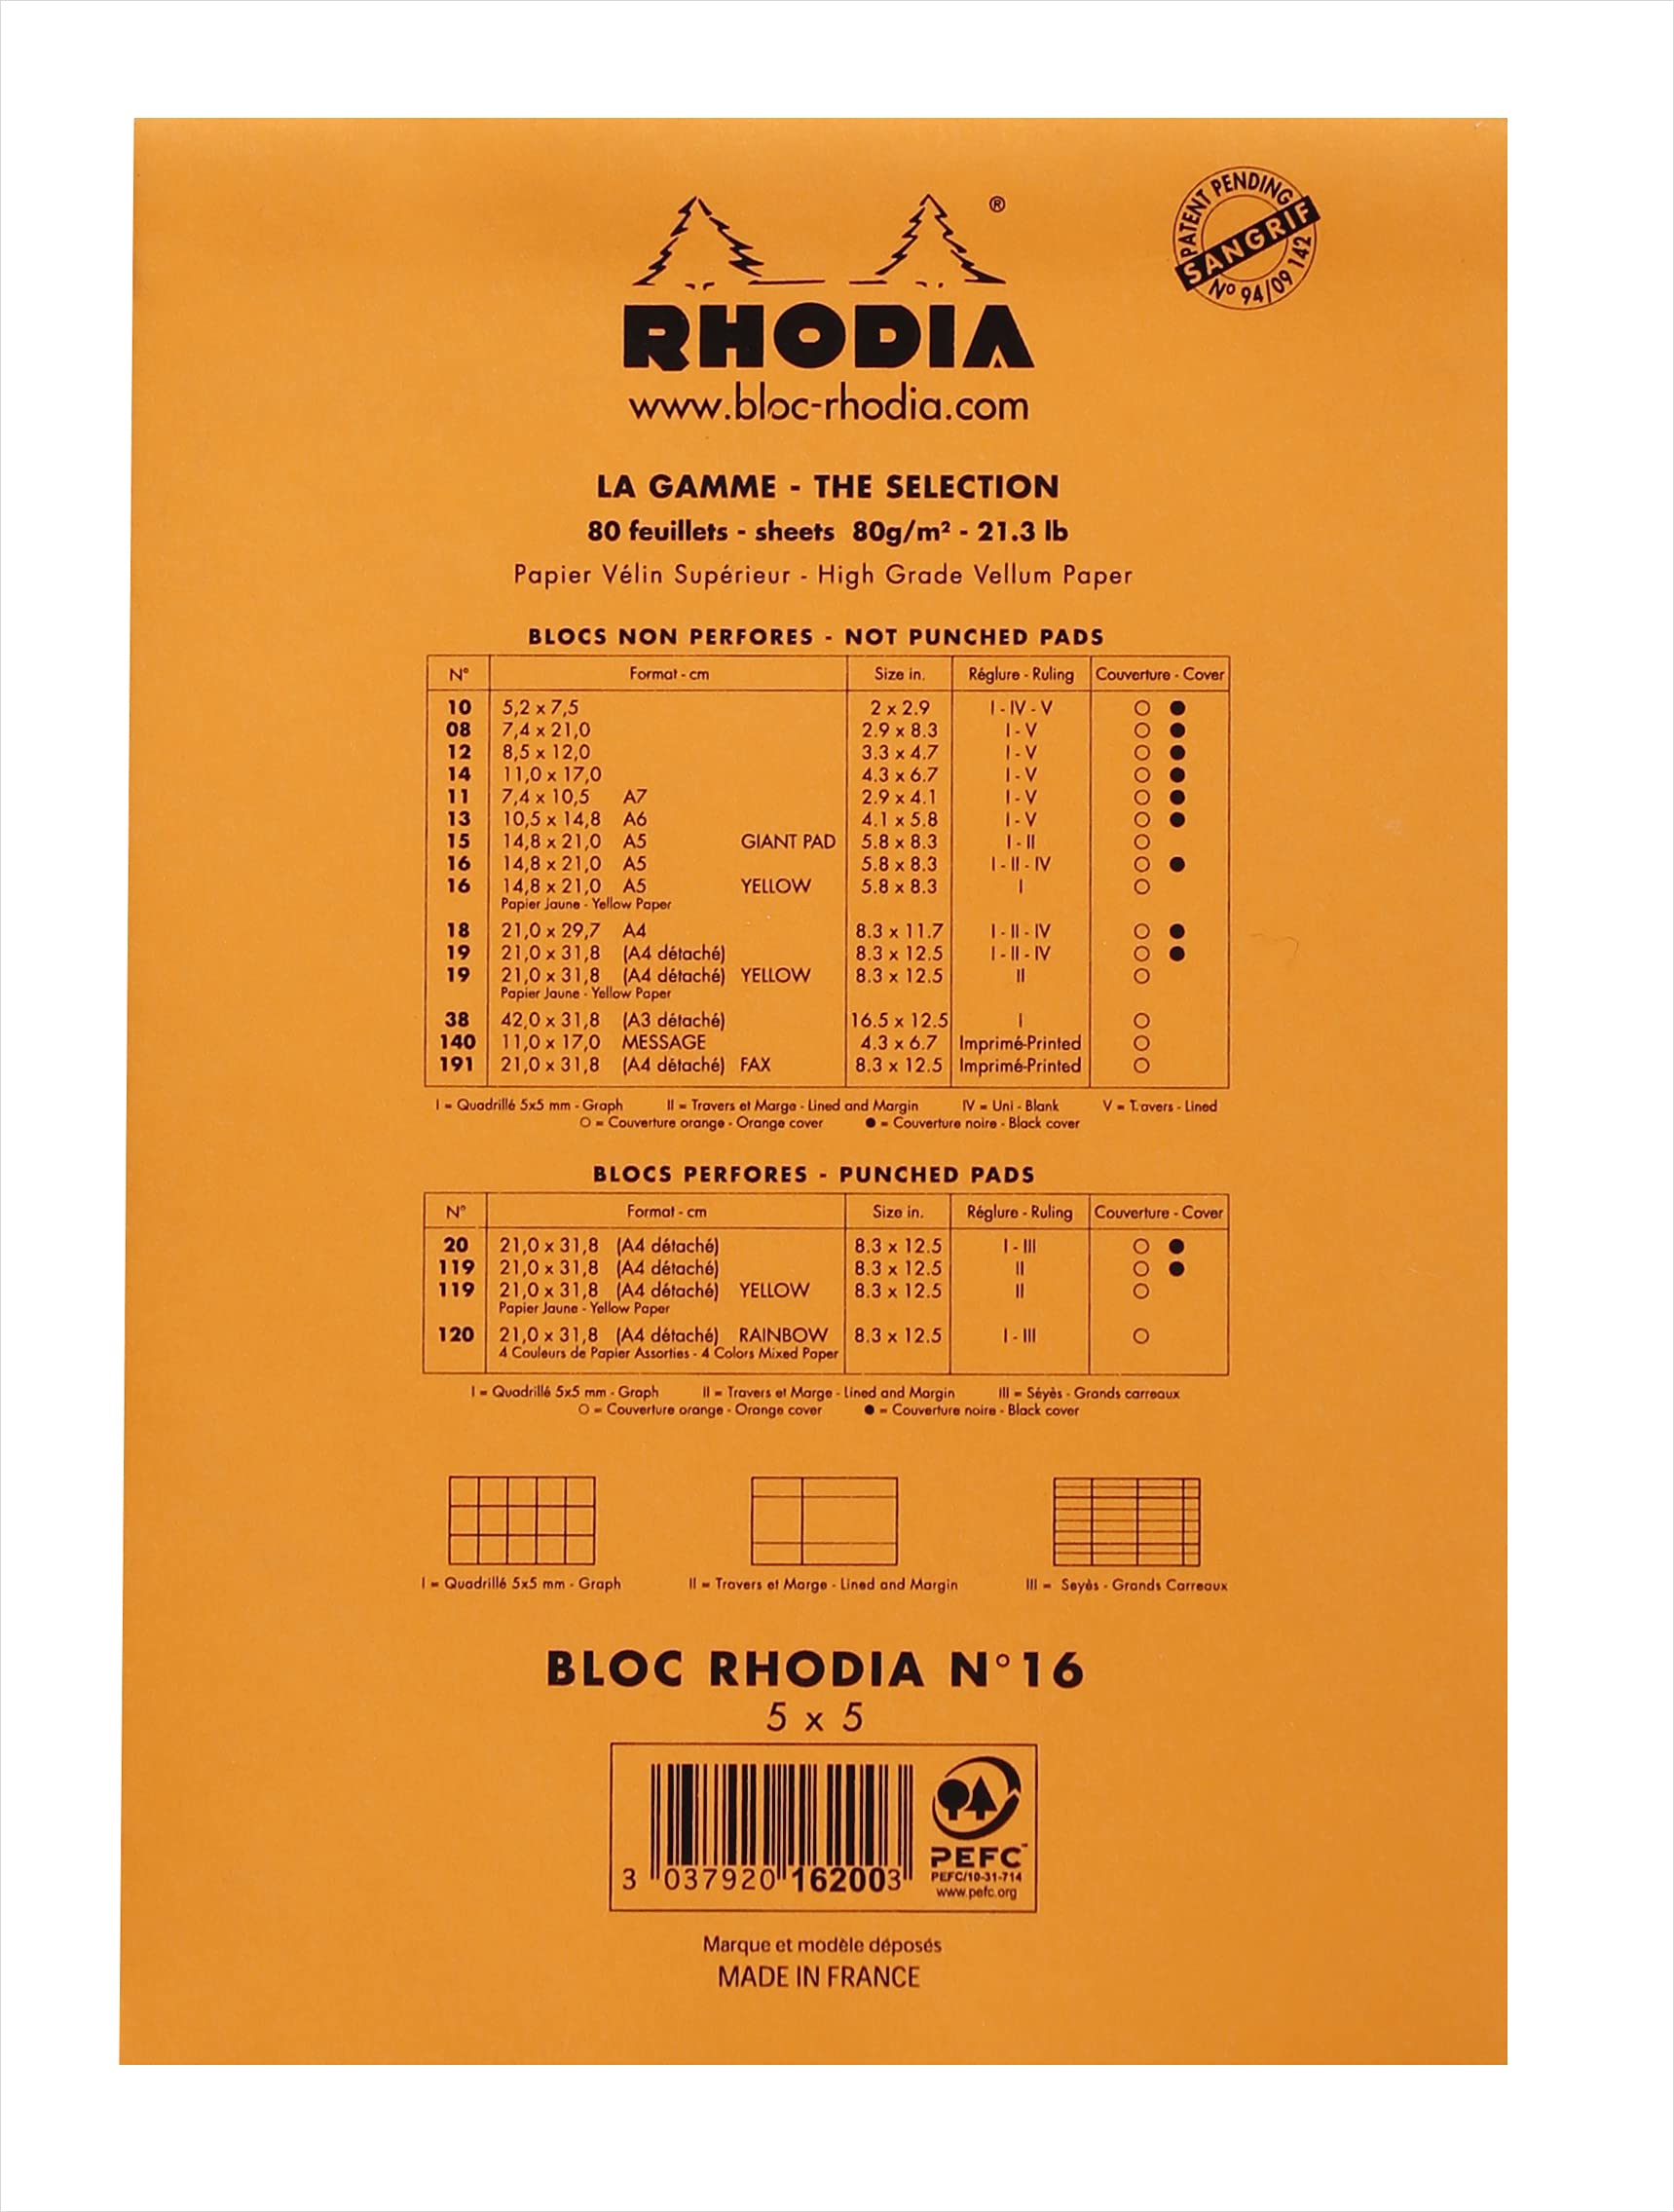 PATENT PENDING
SANGRIF
N° 94/09 142
®
RHODIA
www.bloc-rhodia.com
LA GAMME - THE SELECTION
80 feuillets - sheets 80g/m² - 21.3 lb
Papier Vélin Supérieur - High Grade Vellum Paper
BLOCS NON PERFORES - NOT PUNCHED PADS
N° Format - cm Size in. Réglure - Ruling Couverture - Cover
10 5,2 x 7,5 2 x 2.9 I - IV - V ○ ●
08 7,4 x 21,0 2.9 x 8.3 I - V ○ ●
12 8,5 x 12,0 3.3 x 4.7 I - V ○ ●
14 11,0 x 17,0 4.3 x 6.7 I - V ○ ●
11 7,4 x 10,5 A7 2.9 x 4.1 I - V ○ ●
13 10,5 x 14,8 A6 4.1 x 5.8 I - V ○ ●
15 14,8 x 21,0 A5 GIANT PAD 5.8 x 8.3 I - II ○
16 14,8 x 21,0 A5 5.8 x 8.3 I - II - IV ○ ●
16 14,8 x 21,0 A5 YELLOW 5.8 x 8.3 I ○
Papier Jaune - Yellow Paper
18 21,0 x 29,7 A4 8.3 x 11.7 I - II - IV ○ ●
19 21,0 x 31,8 (A4 détaché) 8.3 x 12.5 I - II - IV ○ ●
19 21,0 x 31,8 (A4 détaché) YELLOW 8.3 x 12.5 II ○
Papier Jaune - Yellow Paper
38 42,0 x 31,8 (A3 détaché) 16.5 x 12.5 I ○
140 11,0 x 17,0 MESSAGE 4.3 x 6.7 Imprimé-Printed ○
191 21,0 x 31,8 (A4 détaché) FAX 8.3 x 12.5 Imprimé-Printed ○
I = Quadrillé 5x5 mm - Graph II = Travers et Marge - Lined and Margin IV = Uni - Blank V = Travers - Lined
○ = Couverture orange - Orange cover ● = Couverture noire - Black cover
BLOCS PERFORES - PUNCHED PADS
N° Format - cm Size in. Réglure - Ruling Couverture - Cover
20 21,0 x 31,8 (A4 détaché) 8.3 x 12.5 I - III ○ ●
119 21,0 x 31,8 (A4 détaché) 8.3 x 12.5 II ○ ●
119 21,0 x 31,8 (A4 détaché) YELLOW 8.3 x 12.5 II ○
Papier Jaune - Yellow Paper
120 21,0 x 31,8 (A4 détaché) RAINBOW 8.3 x 12.5 I - III ○
4 Couleurs de Papier Assorties - 4 Colors Mixed Paper
I = Quadrillé 5x5 mm - Graph II = Travers et Marge - Lined and Margin III = Séyès - Grands carreaux
○ = Couverture orange - Orange cover ● = Couverture noire - Black cover
I = Quadrillé 5x5 mm - Graph II = Travers et Marge - Lined and Margin III = Seyès - Grands Carreaux
BLOC RHODIA N°16
5 x 5
3 037920 162003
PEFC™
PEFC/10-31-714
www.pefc.org
Marque et modèle déposés
MADE IN FRANCE